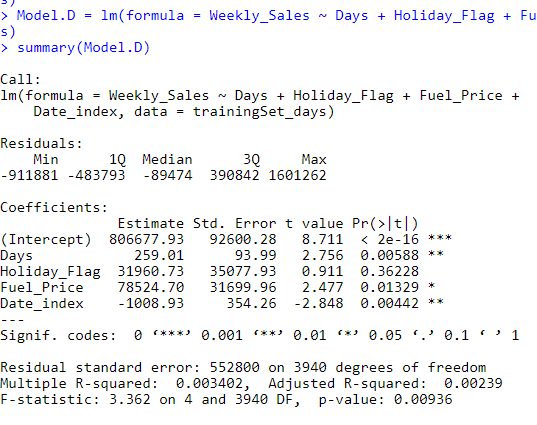 s)
> Model.D = lm(formula = Weekly_Sales ~ Days + Holiday_Flag + Fu
s)
> summary(Model.D)
Call:
lm(formula = Weekly_Sales ~ Days + Holiday_Flag + Fuel_Price +
    Date_index, data = trainingSet_days)
Residuals:
    Min      1Q  Median      3Q     Max
-911881 -483793  -89474  390842 1601262
Coefficients:
              Estimate Std. Error t value Pr(>|t|)
(Intercept)  806677.93   92600.28   8.711  < 2e-16 ***
Days            259.01      93.99   2.756  0.00588 **
Holiday_Flag  31960.73   35077.93   0.911  0.36228
Fuel_Price    78524.70   31699.96   2.477  0.01329 *
Date_index    -1008.93     354.26  -2.848  0.00442 **
---
Signif. codes:  0 ‘***’ 0.001 ‘**’ 0.01 ‘*’ 0.05 ‘.’ 0.1 ‘ ’ 1
Residual standard error: 552800 on 3940 degrees of freedom
Multiple R-squared:  0.003402,	Adjusted R-squared:  0.00239
F-statistic: 3.362 on 4 and 3940 DF,  p-value: 0.00936